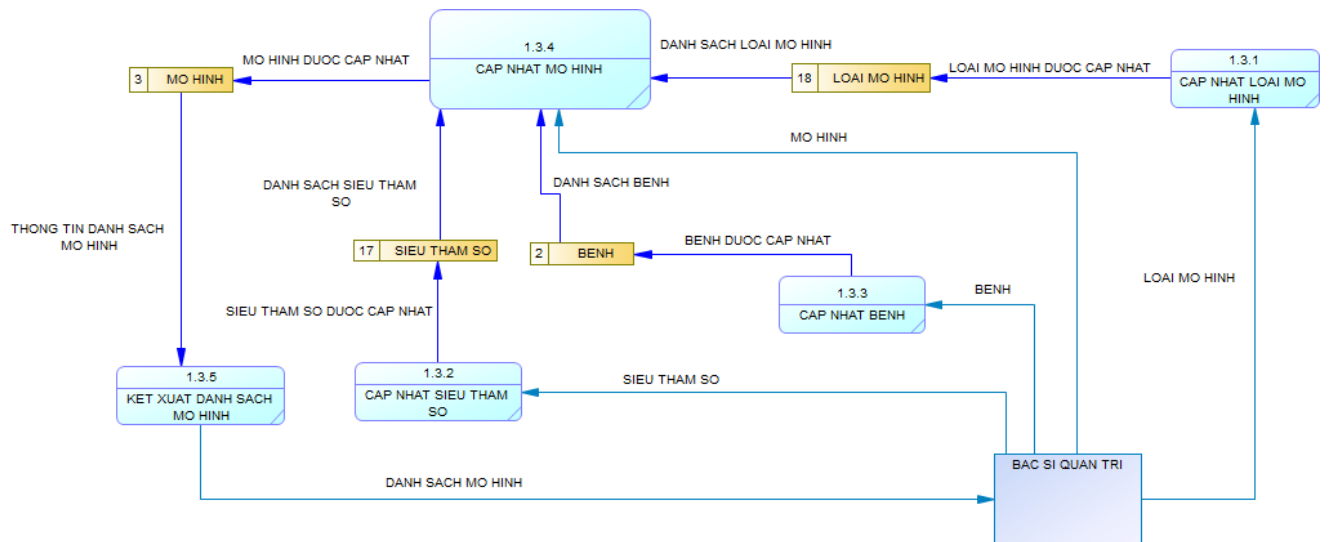 1.3.4
CAP NHAT MO HINH
DANH SACH LOAI MO HINH
MO HINH DUOC CAP NHAT
3 MO HINH
18 LOAI MO HINH
LOAI MO HINH DUOC CAP NHAT
1.3.1
CAP NHAT LOAI MO
HINH
MO HINH
DANH SACH SIEU THAM
SO
DANH SACH BENH
THONG TIN DANH SACH
MO HINH
17 SIEU THAM SO
2 BENH
BENH DUOC CAP NHAT
LOAI MO HINH
1.3.3
CAP NHAT BENH
BENH
SIEU THAM SO DUOC CAP NHAT
1.3.5
KET XUAT DANH SACH
MO HINH
1.3.2
CAP NHAT SIEU THAM
SO
SIEU THAM SO
BAC SI QUAN TRI
DANH SACH MO HINH